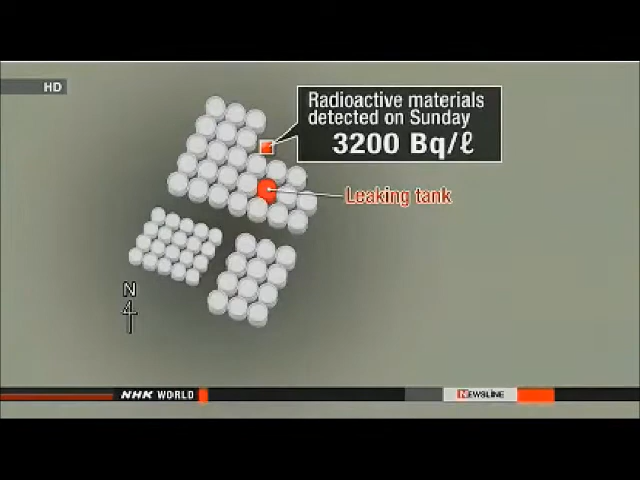 HD
Radioactive materials
detected on Sunday
3200 Bq/ℓ
Leaking tank
N
NHK WORLD
NEWSLINE